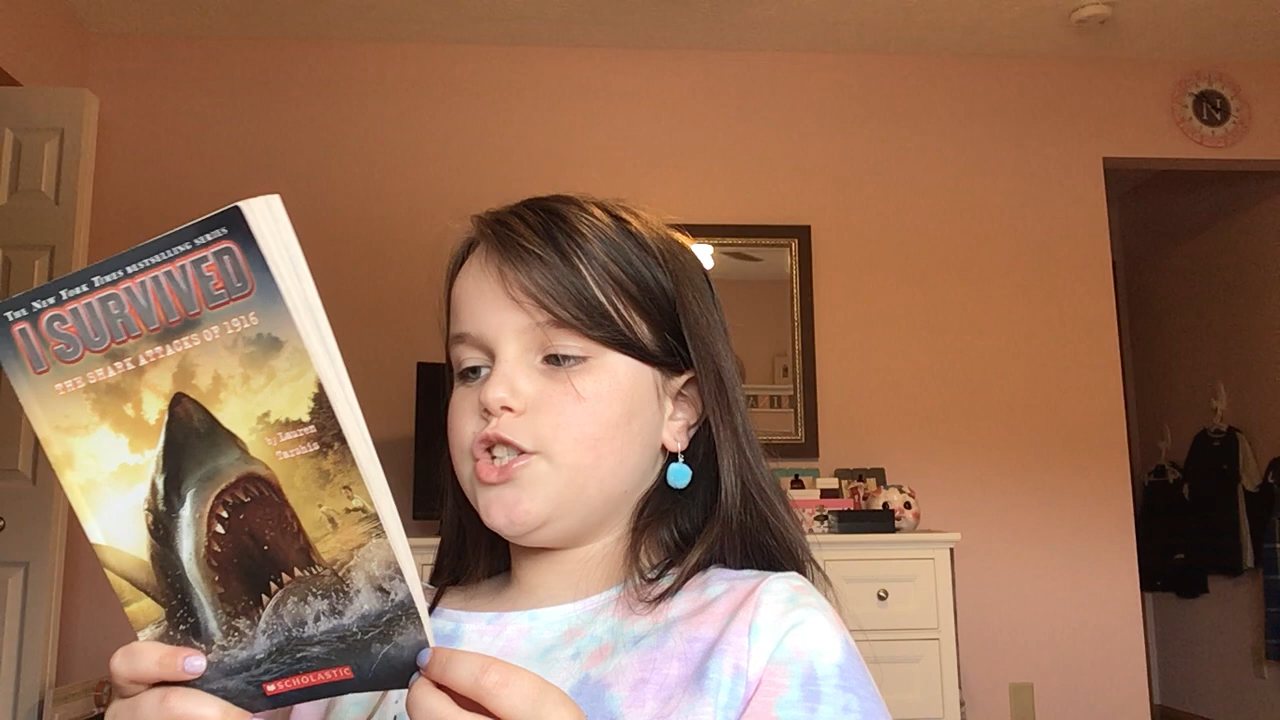 THE NEW YORK TIMES BESTSELLING SERIES
I SURVIVED
THE SHARK ATTACKS OF 1916
by Lauren
Tarshis
SCHOLASTIC
N